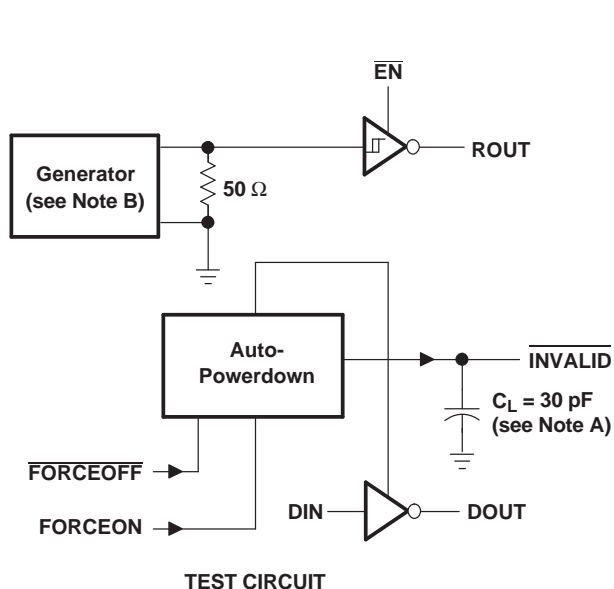 EN
Generator
(see Note B)
50 Ω
ROUT
Auto-
Powerdown
INVALID
CL = 30 pF
(see Note A)
FORCEOFF
FORCEON
DIN
DOUT
TEST CIRCUIT